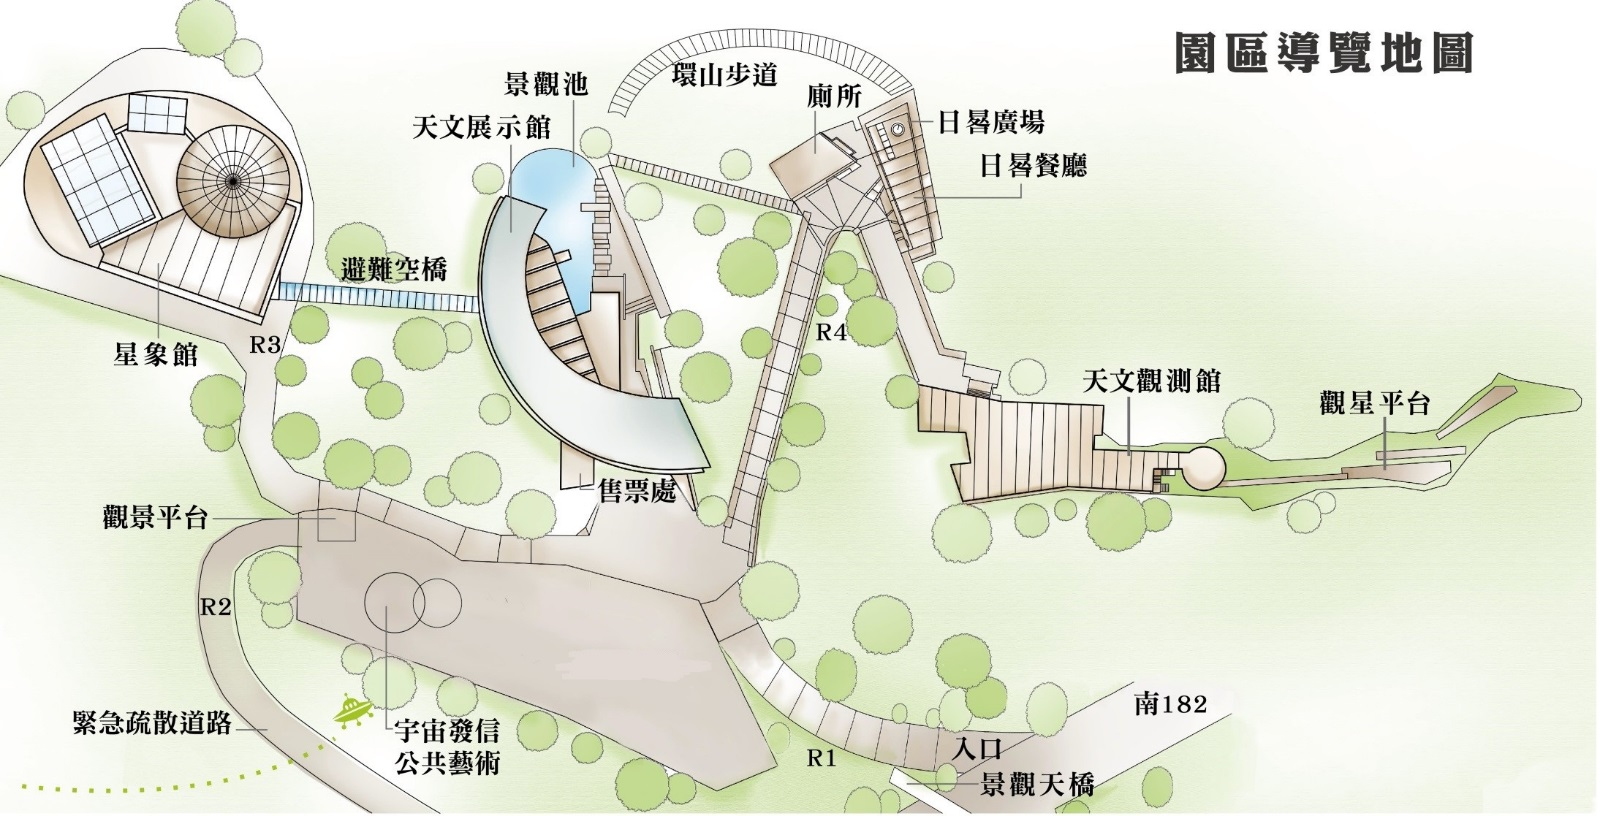 園區導覽地圖
環山步道
景觀池
廁所
天文展示館
日晷廣場
日晷餐廳
避難空橋
R3
R4
星象館
天文觀測館
觀星平台
售票處
觀景平台
R2
緊急疏散道路
宇宙發信
公共藝術
南182
入口
R1
景觀天橋